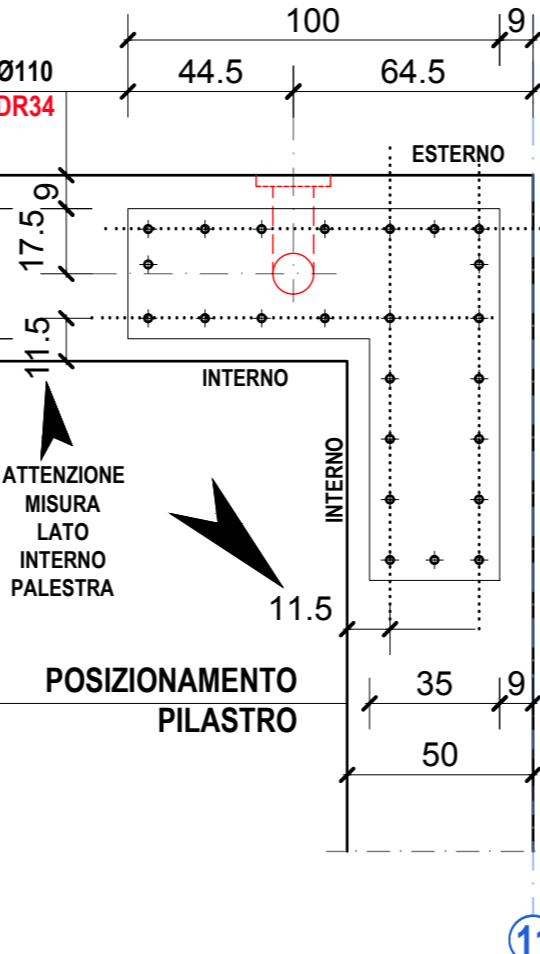 100
9
Ø110
44.5
64.5
DR34
ESTERNO
9
17.5
11.5
INTERNO
INTERNO
ATTENZIONE
MISURA
LATO
INTERNO
PALESTRA
11.5
POSIZIONAMENTO
PILASTRO
35
9
50